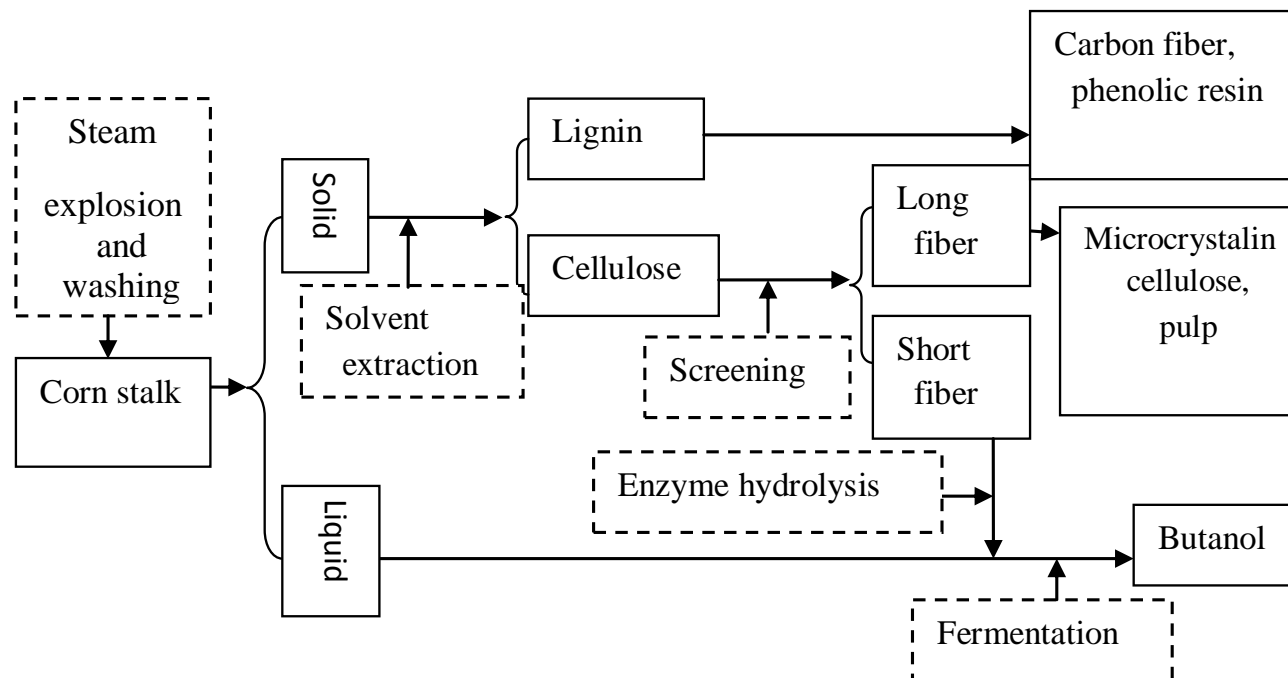 Steam
explosion
and
washing
Corn stalk
Solid
Liquid
Solvent
extraction
Lignin
Cellulose
Screening
Enzyme hydrolysis
Long
fiber
Short
fiber
Carbon fiber,
phenolic resin
Microcrystalin
cellulose,
pulp
Butanol
Fermentation